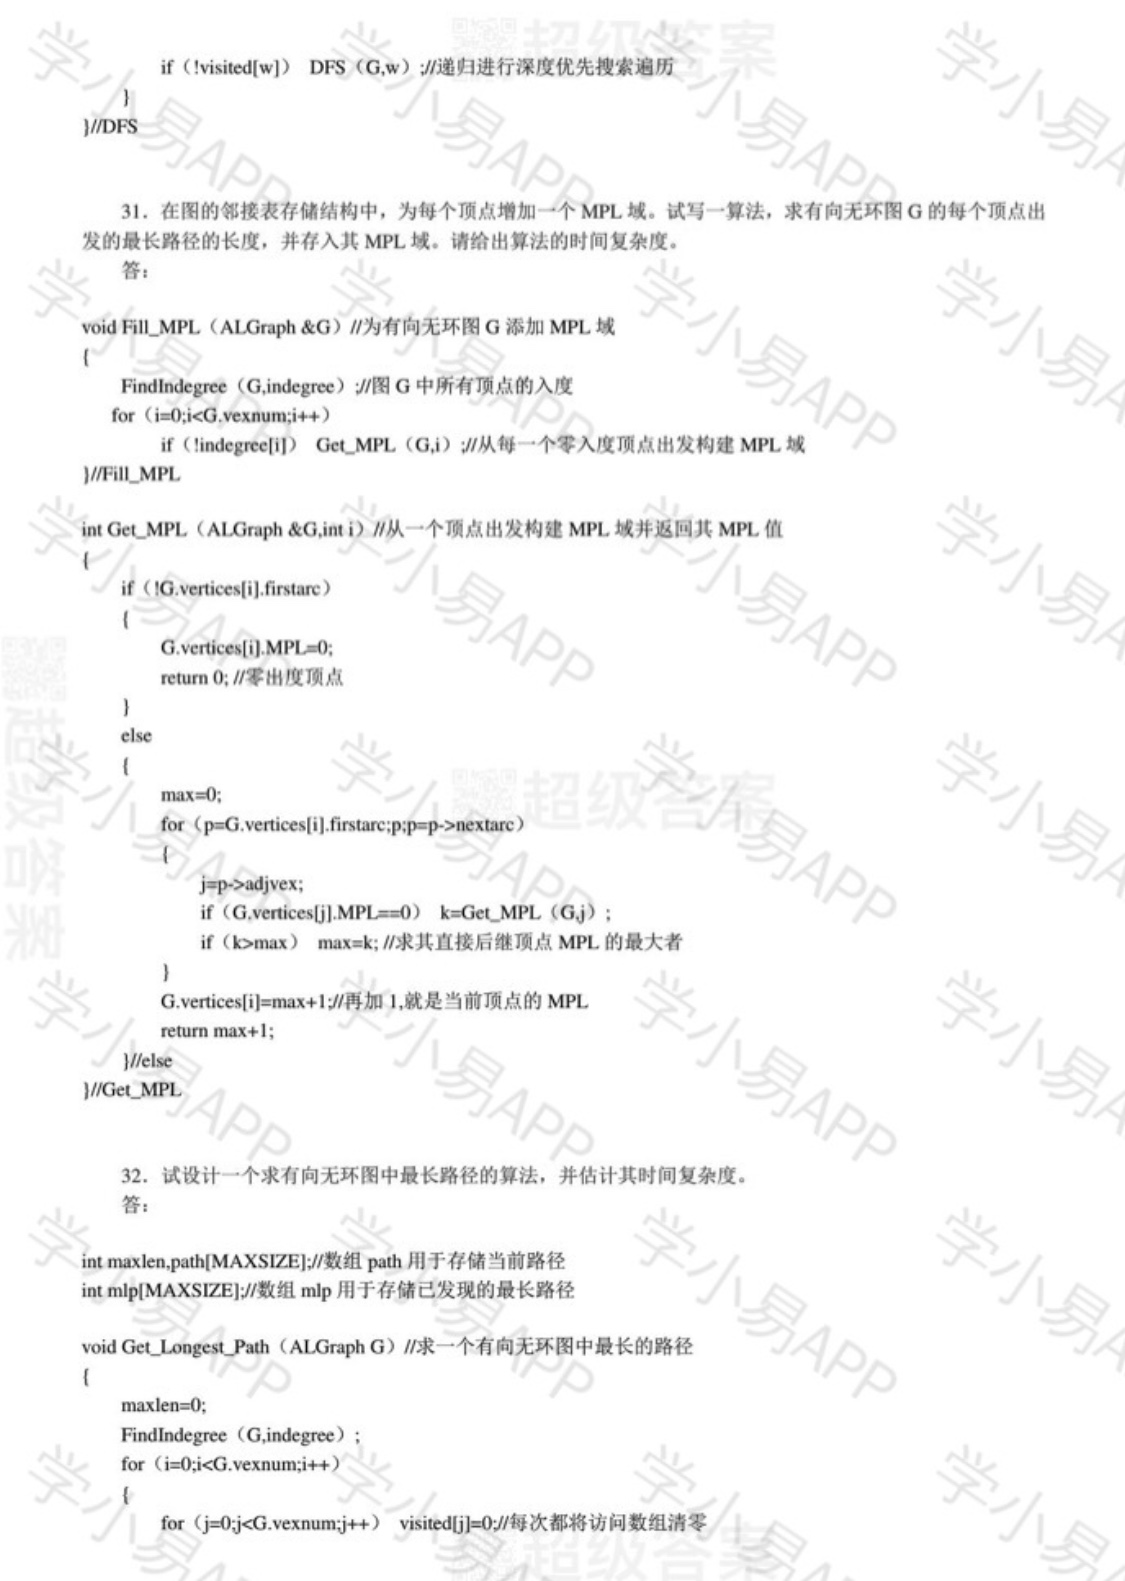 if（!visited[w]） DFS（G,w）;//递归进行深度优先搜索遍历
}
}//DFS
31．在图的邻接表存储结构中，为每个顶点增加一个 MPL 域。试写一算法，求有向无环图 G 的每个顶点出
发的最长路径的长度，并存入其 MPL 域。请给出算法的时间复杂度。
答：
void Fill_MPL（ALGraph &G）//为有向无环图 G 添加 MPL 域
{
FindIndegree（G,indegree）;//图 G 中所有顶点的入度
for（i=0;i<G.vexnum;i++）
if（!indegree[i]） Get_MPL（G,i）;//从每一个零入度顶点出发构建 MPL 域
}//Fill_MPL
int Get_MPL（ALGraph &G,int i）//从一个顶点出发构建 MPL 域并返回其 MPL 值
{
if（!G.vertices[i].firstarc）
{
G.vertices[i].MPL=0;
return 0; //零出度顶点
}
else
{
max=0;
for（p=G.vertices[i].firstarc;p;p=p->nextarc）
{
j=p->adjvex;
if（G.vertices[j].MPL==0） k=Get_MPL（G,j）;
if（k>max） max=k; //求其直接后继顶点 MPL 的最大者
}
G.vertices[i]=max+1;//再加 1,就是当前顶点的 MPL
return max+1;
}//else
}//Get_MPL
32．试设计一个求有向无环图中最长路径的算法，并估计其时间复杂度。
答：
int maxlen,path[MAXSIZE];//数组 path 用于存储当前路径
int mlp[MAXSIZE];//数组 mlp 用于存储已发现的最长路径
void Get_Longest_Path（ALGraph G）//求一个有向无环图中最长的路径
{
maxlen=0;
FindIndegree（G,indegree）;
for（i=0;i<G.vexnum;i++）
{
for（j=0;j<G.vexnum;j++） visited[j]=0;//每次都将访问数组清零
超级答案
学小易APP